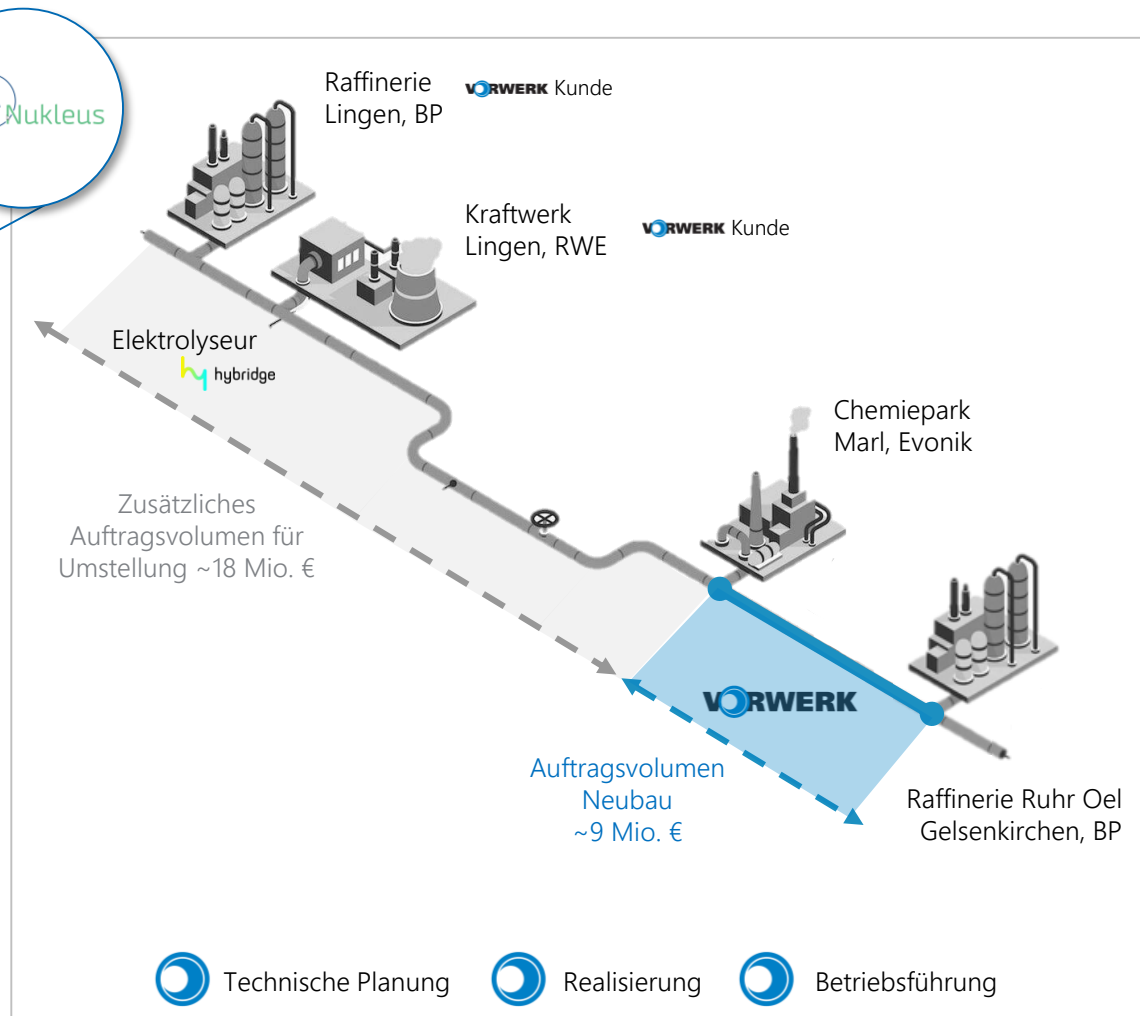 Nukleus
Raffinerie
Lingen, BP
VORWERK Kunde
Kraftwerk
Lingen, RWE
VORWERK Kunde
Elektrolyseur
hy hybridge
Chemiepark
Marl, Evonik
Zusätzliches
Auftragsvolumen für
Umstellung ~18 Mio. €
VORWERK
Auftragsvolumen
Neubau
~9 Mio. €
Raffinerie Ruhr Oel
Gelsenkirchen, BP
Technische Planung
Realisierung
Betriebsführung